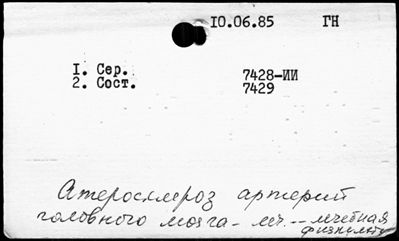 10.06.85 ГН
1. Сер. 7428-ИИ
2. Сост. 7429
Атеросклероз артерий
головного мозга - леч. -- лечебная
физкульт